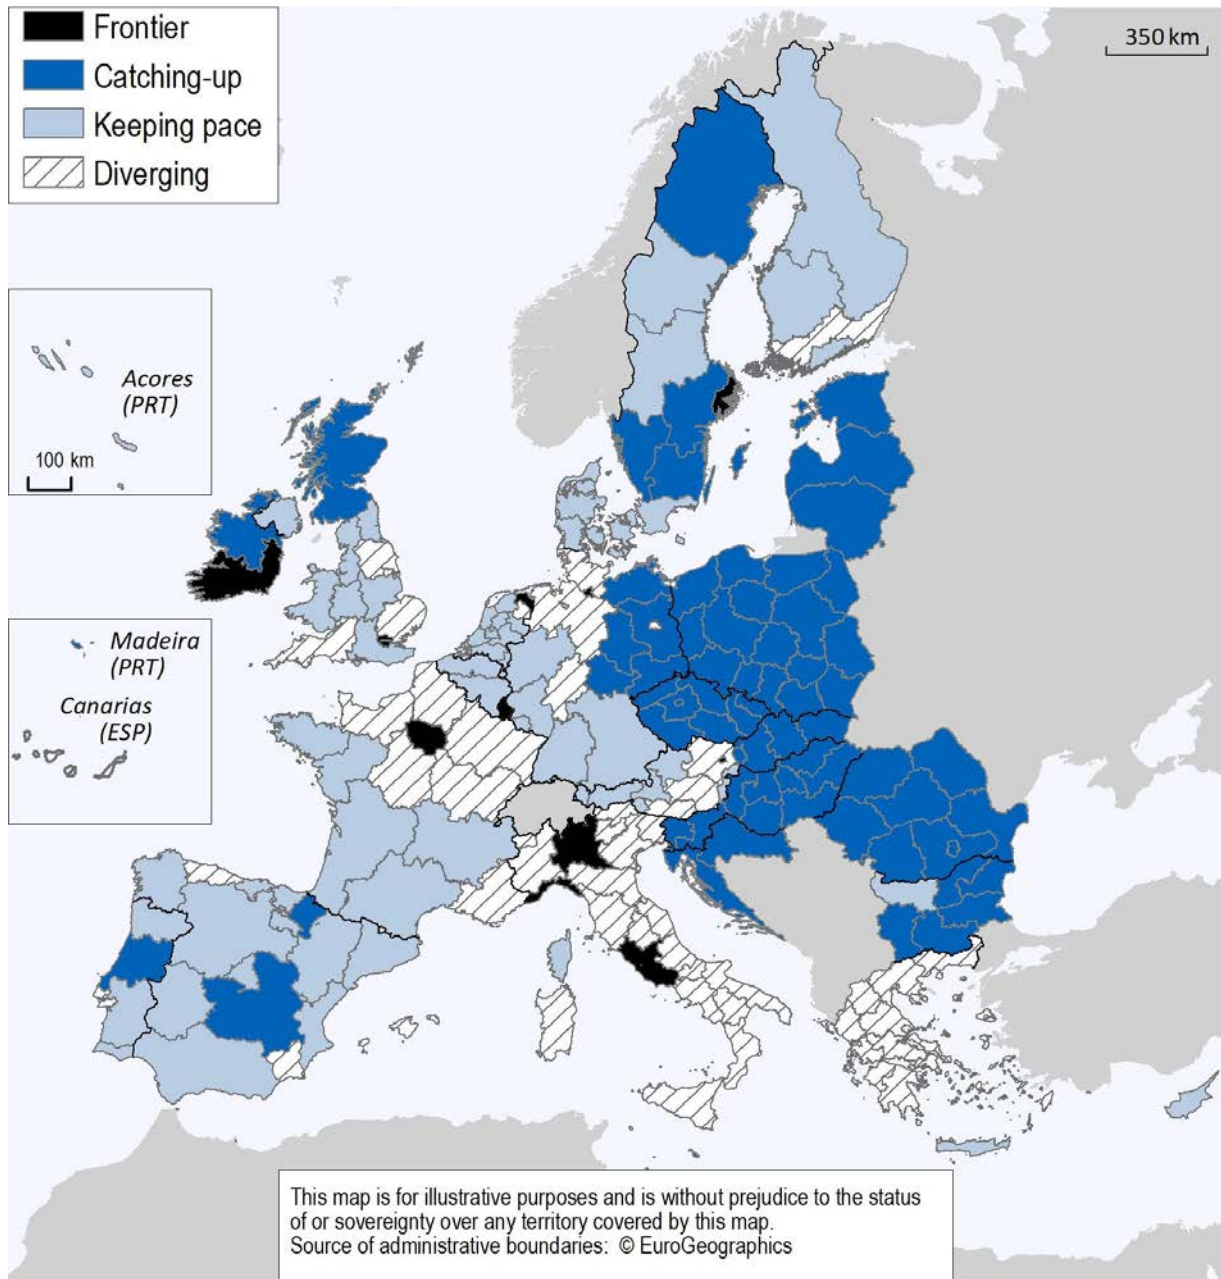 Frontier
Catching-up
Keeping pace
Diverging
350 km
Acores
(PRT)
100 km
Madeira
(PRT)
Canarias
(ESP)
This map is for illustrative purposes and is without prejudice to the status
of or sovereignty over any territory covered by this map.
Source of administrative boundaries: © EuroGeographics